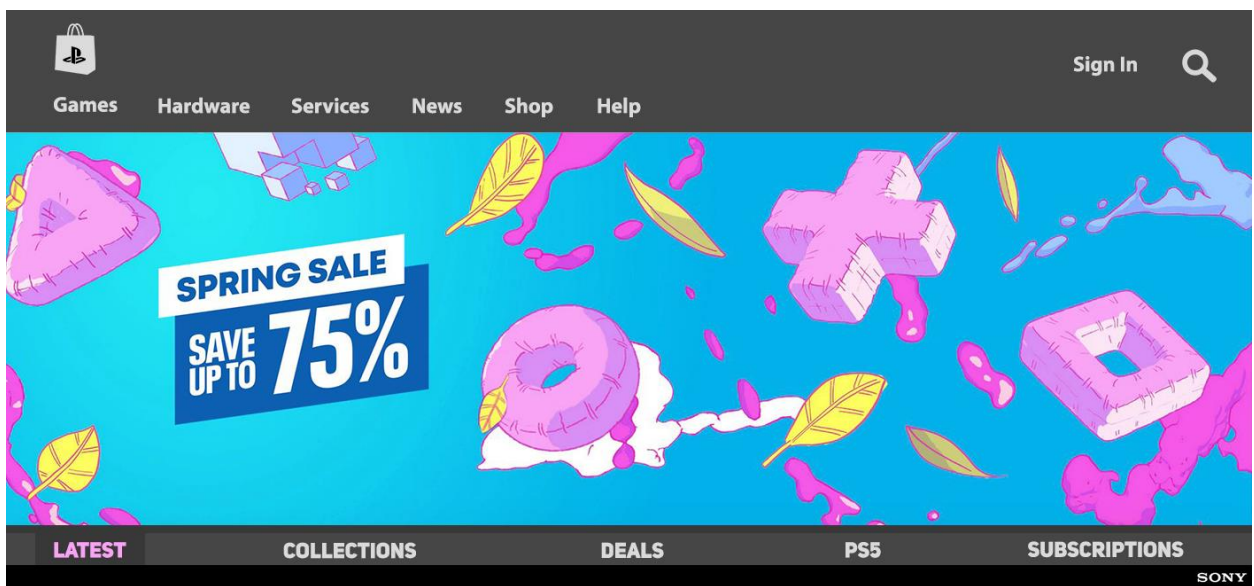 Sign In
Games Hardware Services News Shop Help
SPRING SALE
SAVE
UP TO 75%
LATEST COLLECTIONS DEALS PS5 SUBSCRIPTIONS
SONY